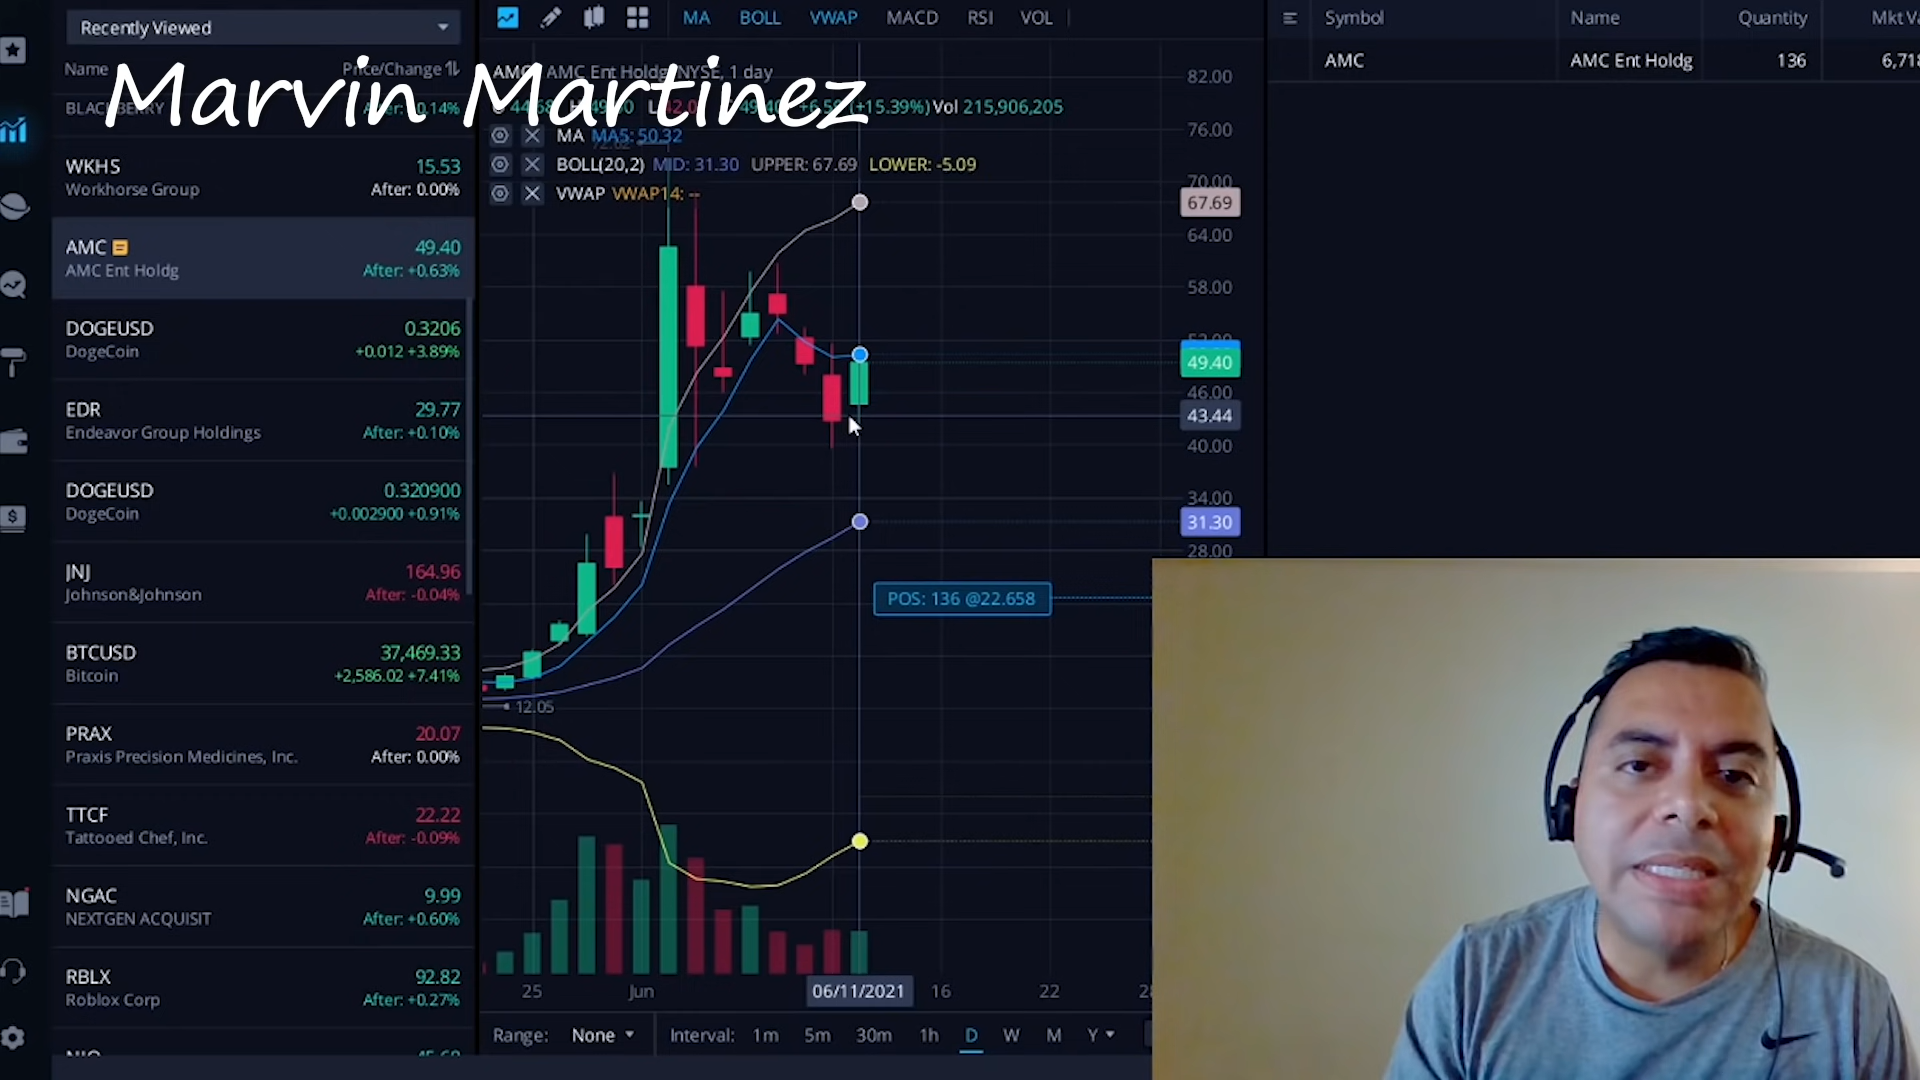 Recently Viewed
MA BOLL VWAP MACD RSI VOL
Symbol Name Quantity
Name Price/Change
Marvin Martinez
AMC Ent Holdg NYSE, 1 day
AMC AMC Ent Holdg 136
BLACKBERRY
(+15.39%) Vol 215,906,205
MA MA5: 50.32
BOLL(20,2) MID: 31.30 UPPER: 67.69 LOWER: -5.09
VWAP VWAP14: --
WKHS 15.53
Workhorse Group After: 0.00%
AMC 49.40
AMC Ent Holdg After: +0.63%
DOGEUSD 0.3206
DogeCoin +0.012 +3.89%
EDR 29.77
Endeavor Group Holdings After: +0.10%
DOGEUSD 0.320900
DogeCoin +0.002900 +0.91%
JNJ 164.96
Johnson&Johnson After: -0.04%
BTCUSD 37,469.33
Bitcoin +2,586.02 +7.41%
PRAX 20.07
Praxis Precision Medicines, Inc. After: 0.00%
TTCF 22.22
Tattooed Chef, Inc. After: -0.09%
NGAC 9.99
NEXTGEN ACQUISIT After: +0.60%
RBLX 92.82
Roblox Corp After: +0.27%
82.00
76.00
70.00
67.69
64.00
58.00
49.40
46.00
43.44
40.00
34.00
31.30
28.00
POS: 136 @22.658
12.05
25 Jun 06/11/2021 16 22
Range: None Interval: 1m 5m 30m 1h D W M Y